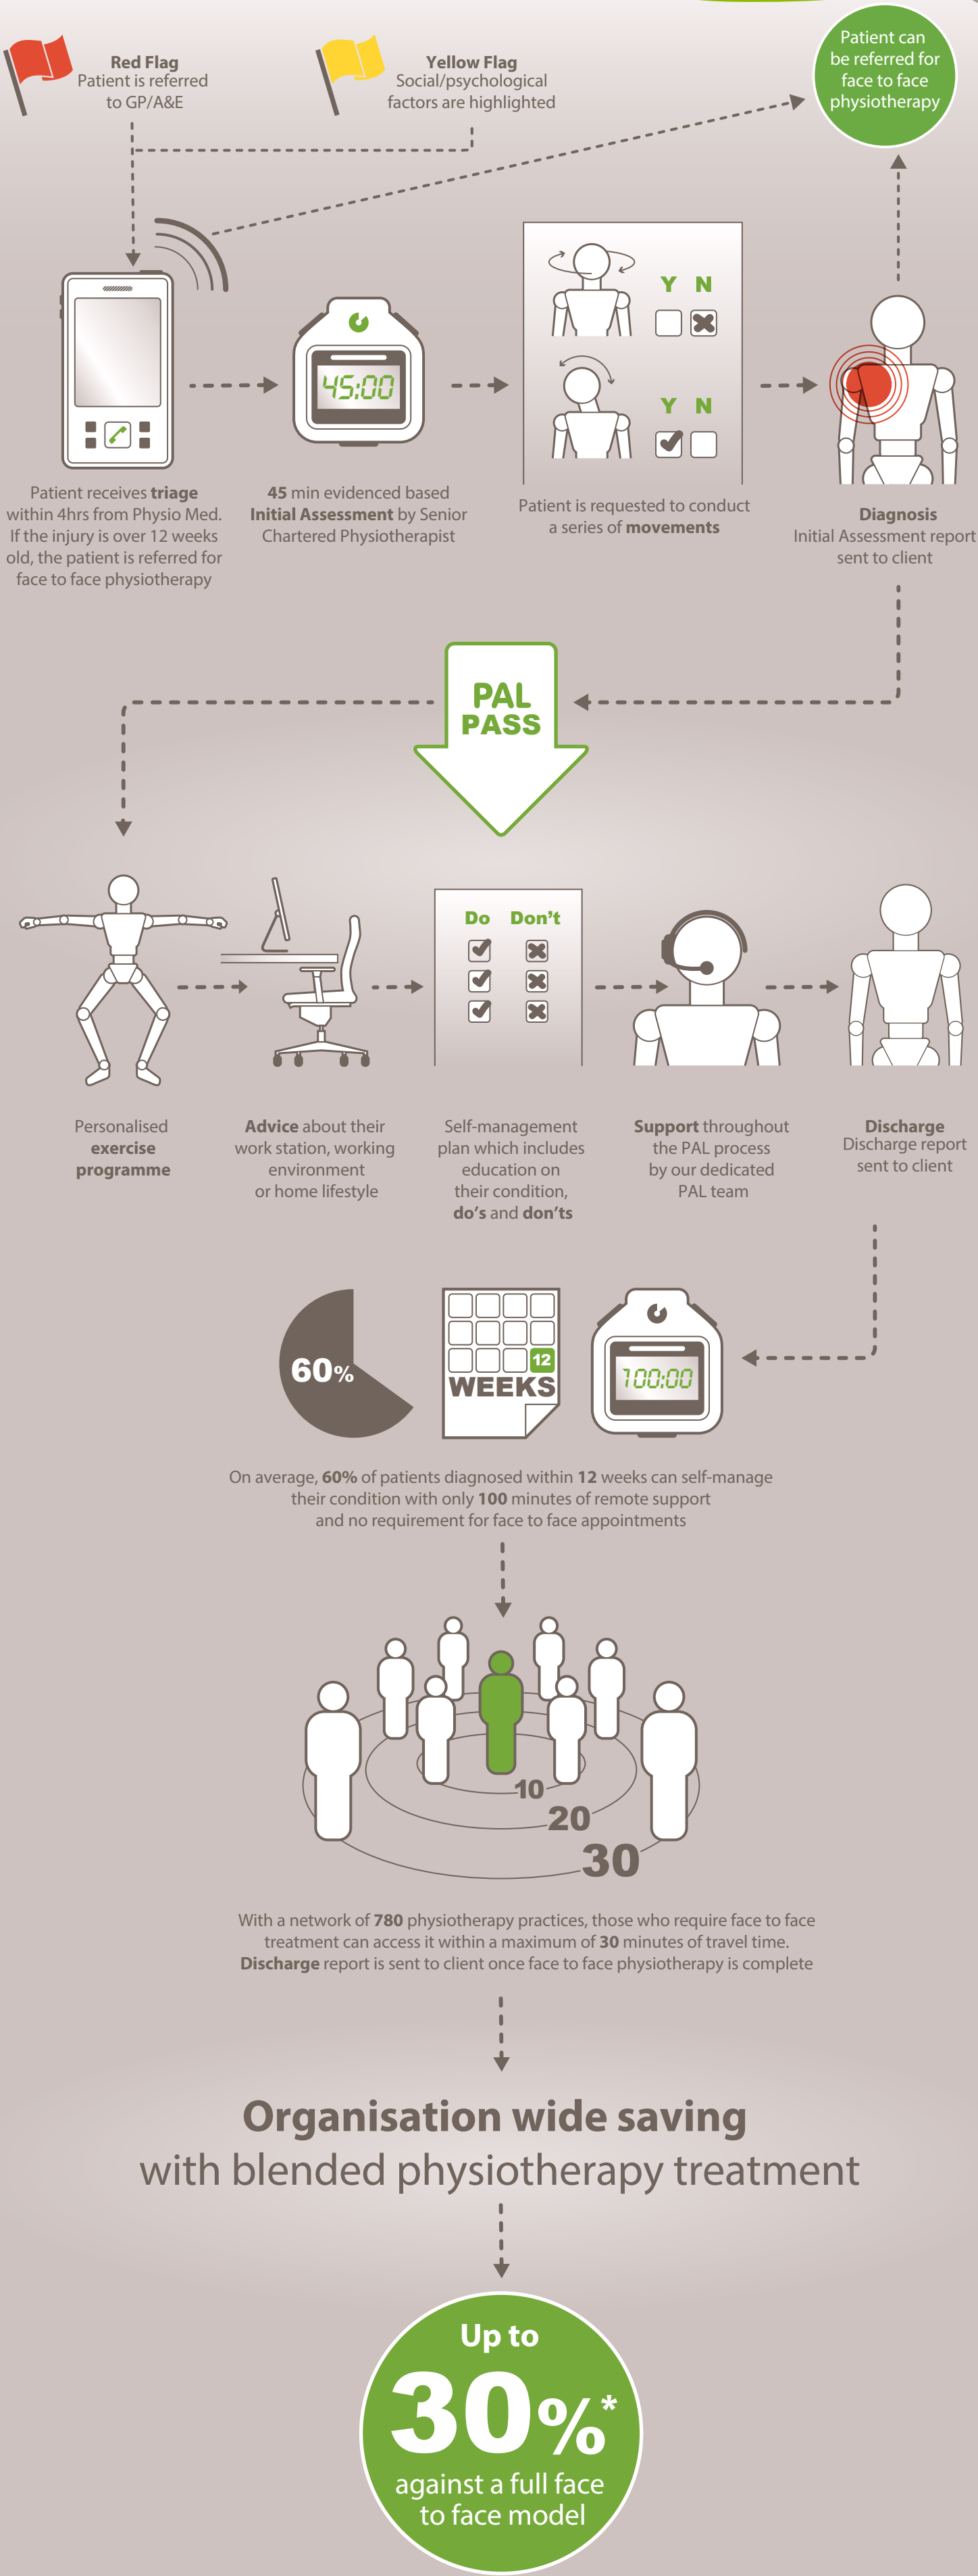 Red Flag
Patient is referred
to GP/A&E
Yellow Flag
Social/psychological
factors are highlighted
Patient can
be referred for
face to face
physiotherapy
Y N
Y N
45:00
Patient receives triage
within 4hrs from Physio Med.
If the injury is over 12 weeks
old, the patient is referred for
face to face physiotherapy
45 min evidenced based
Initial Assessment by Senior
Chartered Physiotherapist
Patient is requested to conduct
a series of movements
Diagnosis
Initial Assessment report
sent to client
PAL
PASS
Do Don't
Personalised
exercise
programme
Advice about their
work station, working
environment
or home lifestyle
Self-management
plan which includes
education on
their condition,
do's and don'ts
Support throughout
the PAL process
by our dedicated
PAL team
Discharge
Discharge report
sent to client
60%
12
WEEKS
100:00
On average, 60% of patients diagnosed within 12 weeks can self-manage
their condition with only 100 minutes of remote support
and no requirement for face to face appointments
10
20
30
With a network of 780 physiotherapy practices, those who require face to face
treatment can access it within a maximum of 30 minutes of travel time.
Discharge report is sent to client once face to face physiotherapy is complete
Organisation wide saving
with blended physiotherapy treatment
Up to
30%*
against a full face
to face model